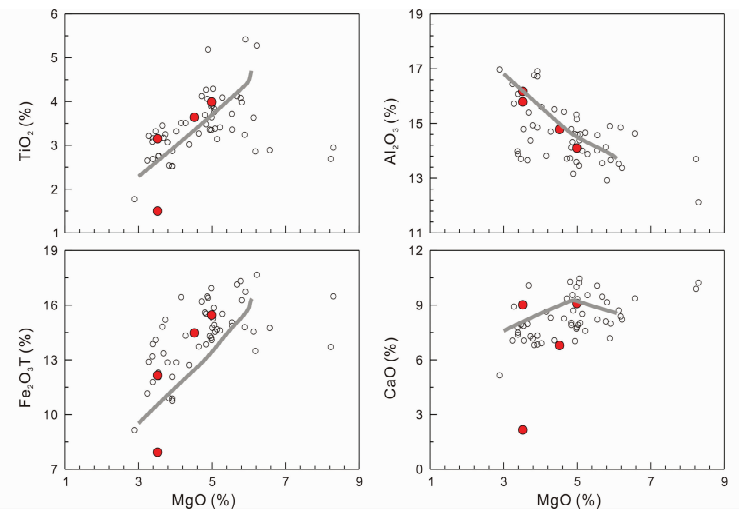 6
5
4
3
2
1
TiO₂ (%)
19
17
15
13
11
Al₂O₃ (%)
19
16
13
10
7
Fe₂O₃T (%)
1 3 5 7 9
MgO (%)
12
9
6
3
0
CaO (%)
1 3 5 7 9
MgO (%)